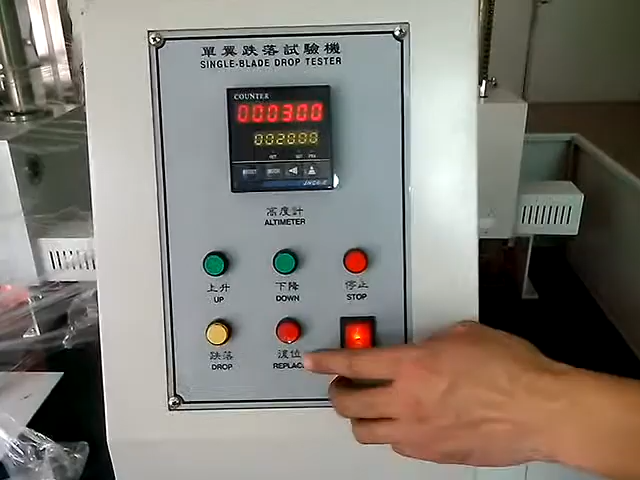 單翼跌落試驗機
SINGLE-BLADE DROP TESTER
COUNTER
000300
002000
高度計
ALTIMETER
上升 下降 停止
UP DOWN STOP
跌落 復位
DROP